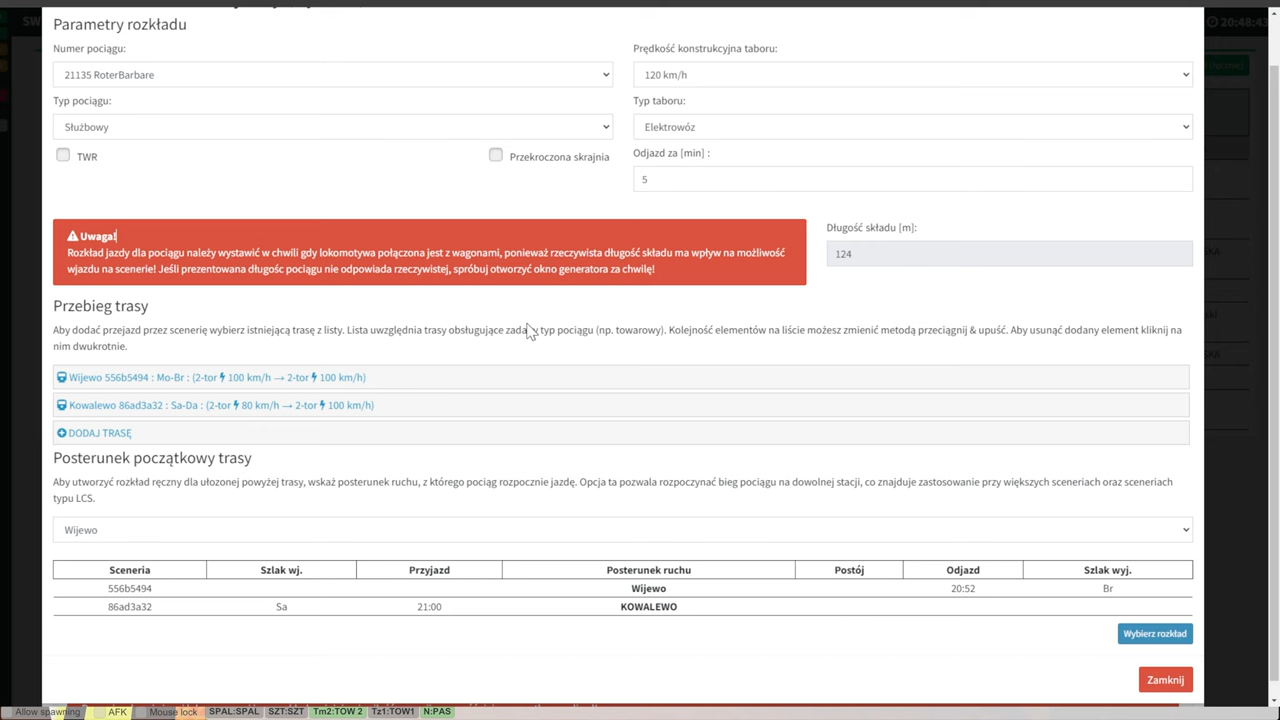 SW
20:48:43
Parametry rozkładu
Numer pociągu:
Prędkość konstrukcyjna taboru:
21135 RoterBarbare
120 km/h
Typ pociągu:
Typ taboru:
Służbowy
Elektrowóz
TWR
Przekroczona skrajnia
Odjazd za [min] :
5
Uwaga!
Rozkład jazdy dla pociągu należy wystawić w chwili gdy lokomotywa połączona jest z wagonami, ponieważ rzeczywista długość składu ma wpływ na możliwość
wjazdu na scenerie! Jeśli prezentowana długośc pociągu nie odpowiada rzeczywistej, spróbuj otworzyć okno generatora za chwilę!
Długość składu [m]:
124
Przebieg trasy
Aby dodać przejazd przez scenerię wybierz istniejącą trasę z listy. Lista uwzględnia trasy obsługujące zadany typ pociągu (np. towarowy). Kolejność elementów na liście możesz zmienić metodą przeciągnij & upuść. Aby usunąć dodany element kliknij na
nim dwukrotnie.
Wijewo 556b5494 : Mo-Br : (2-tor 100 km/h → 2-tor 100 km/h)
Kowalewo 86ad3a32 : Sa-Da : (2-tor 80 km/h → 2-tor 100 km/h)
DODAJ TRASĘ
Posterunek początkowy trasy
Aby utworzyć rozkład ręczny dla ułożonej powyżej trasy, wskaż posterunek ruchu, z którego pociąg rozpocznie jazdę. Opcja ta pozwala rozpoczynać bieg pociągu na dowolnej stacji, co znajduje zastosowanie przy większych sceneriach oraz sceneriach
typu LCS.
Wijewo
Sceneria Szlak wj. Przyjazd Posterunek ruchu Postój Odjazd Szlak wyj.
556b5494 Wijewo 20:52 Br
86ad3a32 Sa 21:00 KOWALEWO
Wybierz rozkład
Zamknij
Allow spawning AFK Mouse lock SPAL:SPAL SZT:SZT Tm2:TOW 2 Tz1:TOW1 N:PAS